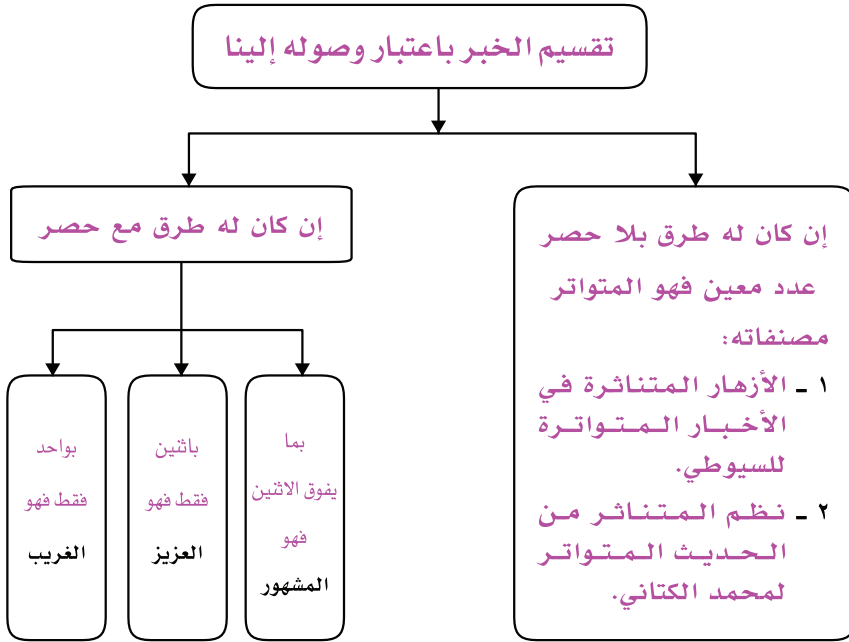 تقسيم الخبر باعتبار وصوله إلينا
إن كان له طرق بلا حصر
عدد معين فهو المتواتر
مصنفاته:
١ ـ الأزهار المتناثرة في
الأخبار المتواترة
للسيوطي.
٢ ـ نظم المتناثر من
الحديث المتواتر
لمحمد الكتاني.
إن كان له طرق مع حصر
بما
يفوق الاثنين
فهو
المشهور
باثنين
فقط فهو
العزيز
بواحد
فقط فهو
الغريب